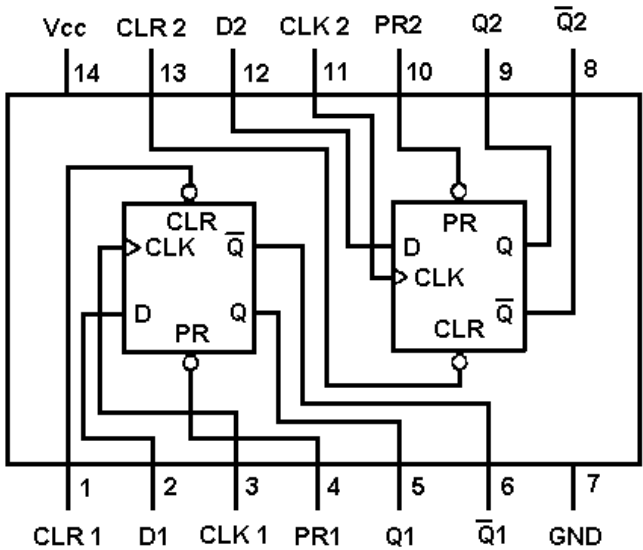 Vcc CLR 2 D2 CLK 2 PR2 Q2 Q̅2
14 13 12 11 10 9 8
CLR PR
CLK Q̅ D Q
CLK
D Q Q̅
PR CLR
1 2 3 4 5 6 7
CLR 1 D1 CLK 1 PR1 Q1 Q̅1 GND